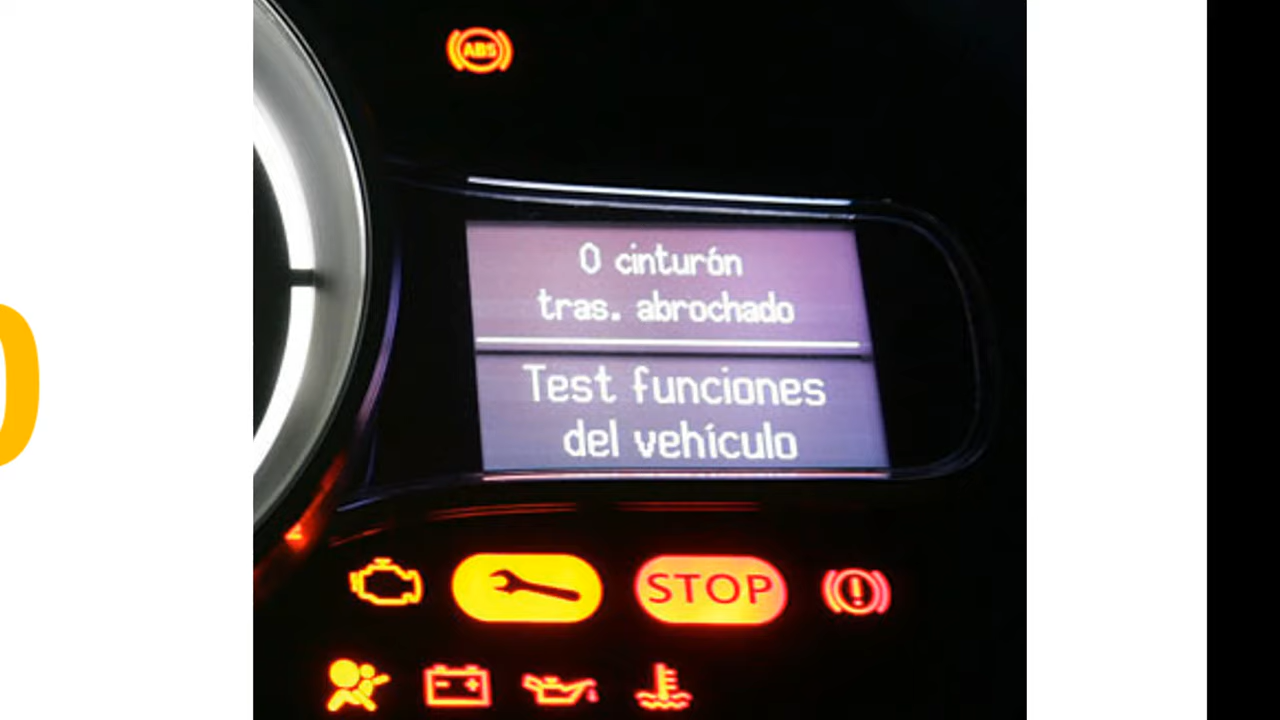 ABS
0 cinturón
tras. abrochado
Test funciones
del vehículo
STOP